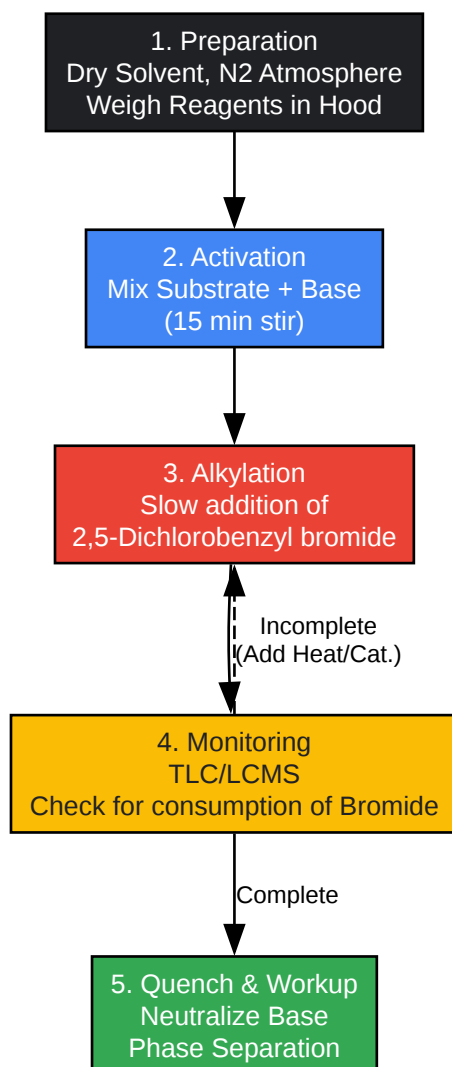 1. Preparation
Dry Solvent, N2 Atmosphere
Weigh Reagents in Hood
2. Activation
Mix Substrate + Base
(15 min stir)
3. Alkylation
Slow addition of
2,5-Dichlorobenzyl bromide
Incomplete
(Add Heat/Cat.)
4. Monitoring
TLC/LCMS
Check for consumption of Bromide
Complete
5. Quench & Workup
Neutralize Base
Phase Separation